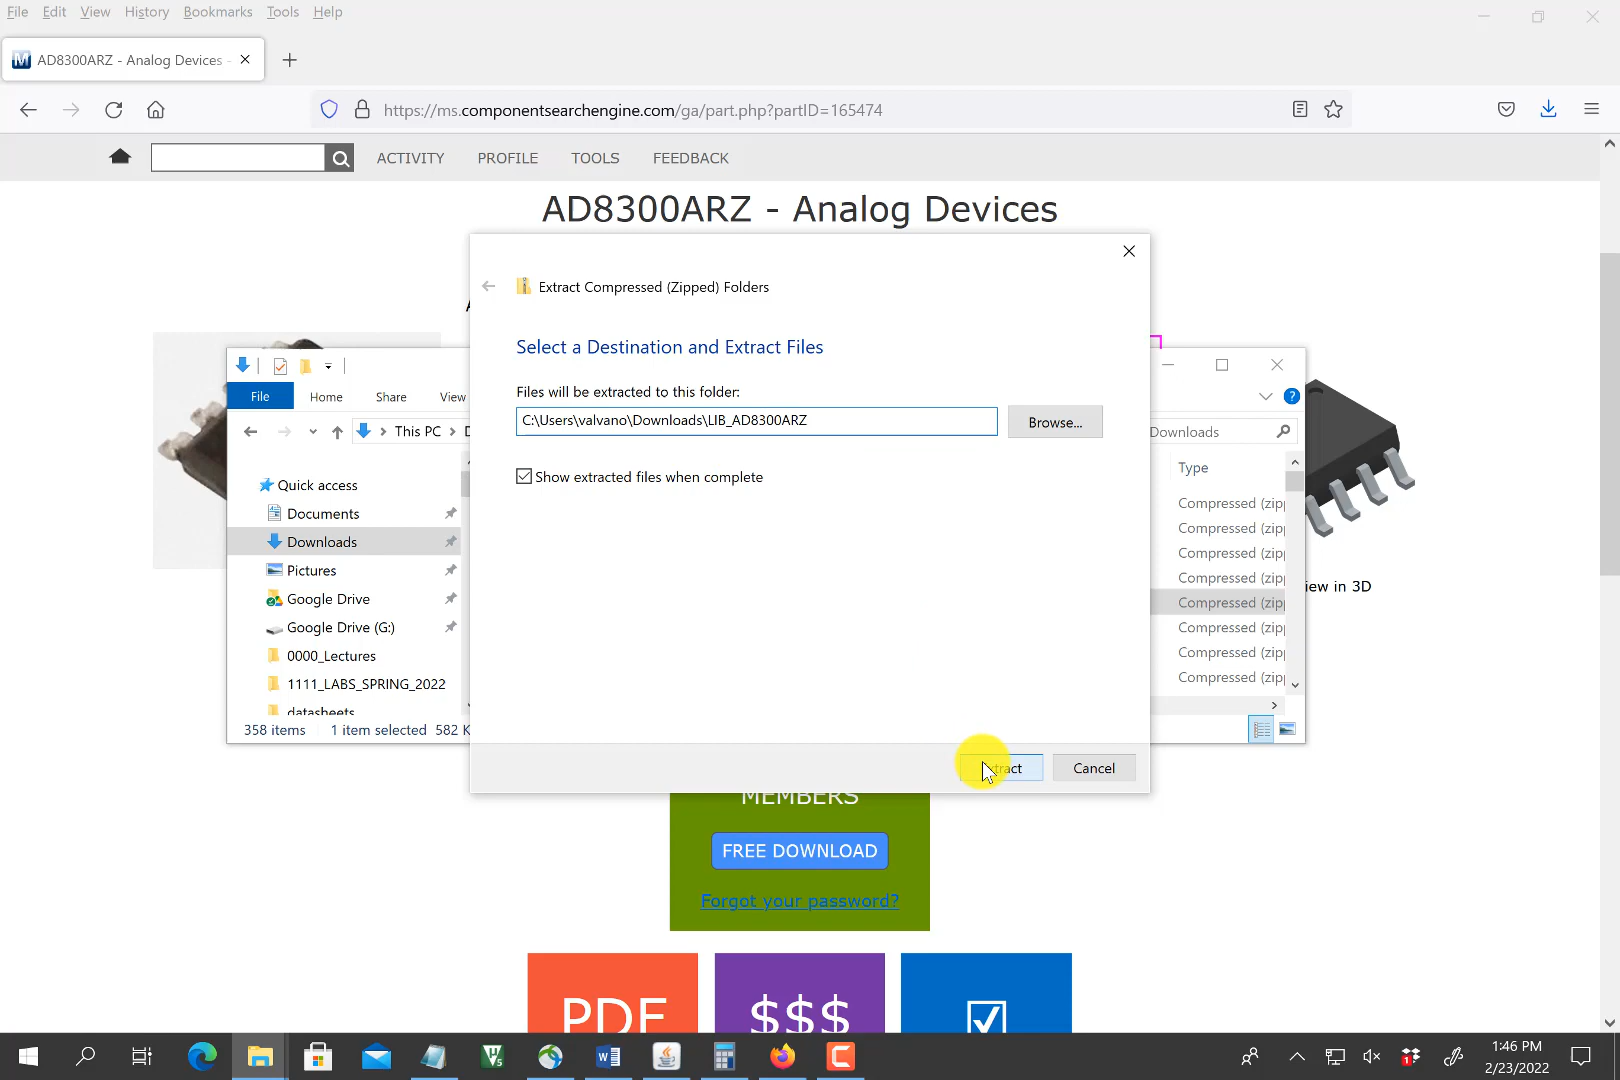 File Edit View History Bookmarks Tools Help
AD8300ARZ - Analog Devices -
https://ms.componentsearchengine.com/ga/part.php?partID=165474
ACTIVITY PROFILE TOOLS FEEDBACK
AD8300ARZ - Analog Devices
Extract Compressed (Zipped) Folders
Select a Destination and Extract Files
Files will be extracted to this folder:
C:\Users\valvano\Downloads\LIB_AD8300ARZ
Browse...
Show extracted files when complete
Cancel
File Home Share View
This PC
Downloads
Type
Quick access
Documents
Downloads
Pictures
Google Drive
Google Drive (G:)
0000_Lectures
1111_LABS_SPRING_2022
datasheets
Compressed (zip
Compressed (zip
Compressed (zip
Compressed (zip
Compressed (zip
Compressed (zip
Compressed (zip
Compressed (zip
358 items 1 item selected 582 K
iew in 3D
MEMBERS
FREE DOWNLOAD
Forgot your password?
PDF $$$
1:46 PM
2/23/2022